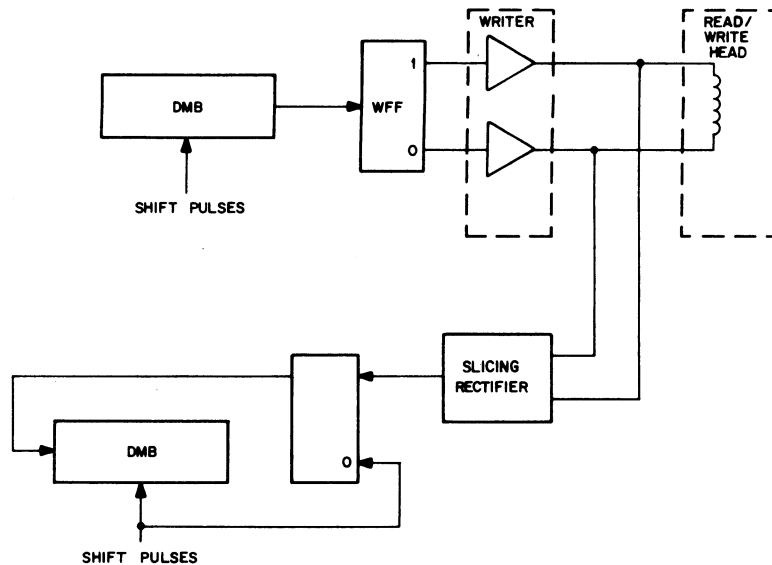 WRITER
READ/
WRITE
HEAD
DMB
1
WFF
0
SHIFT PULSES
SLICING
RECTIFIER
DMB
0
SHIFT PULSES